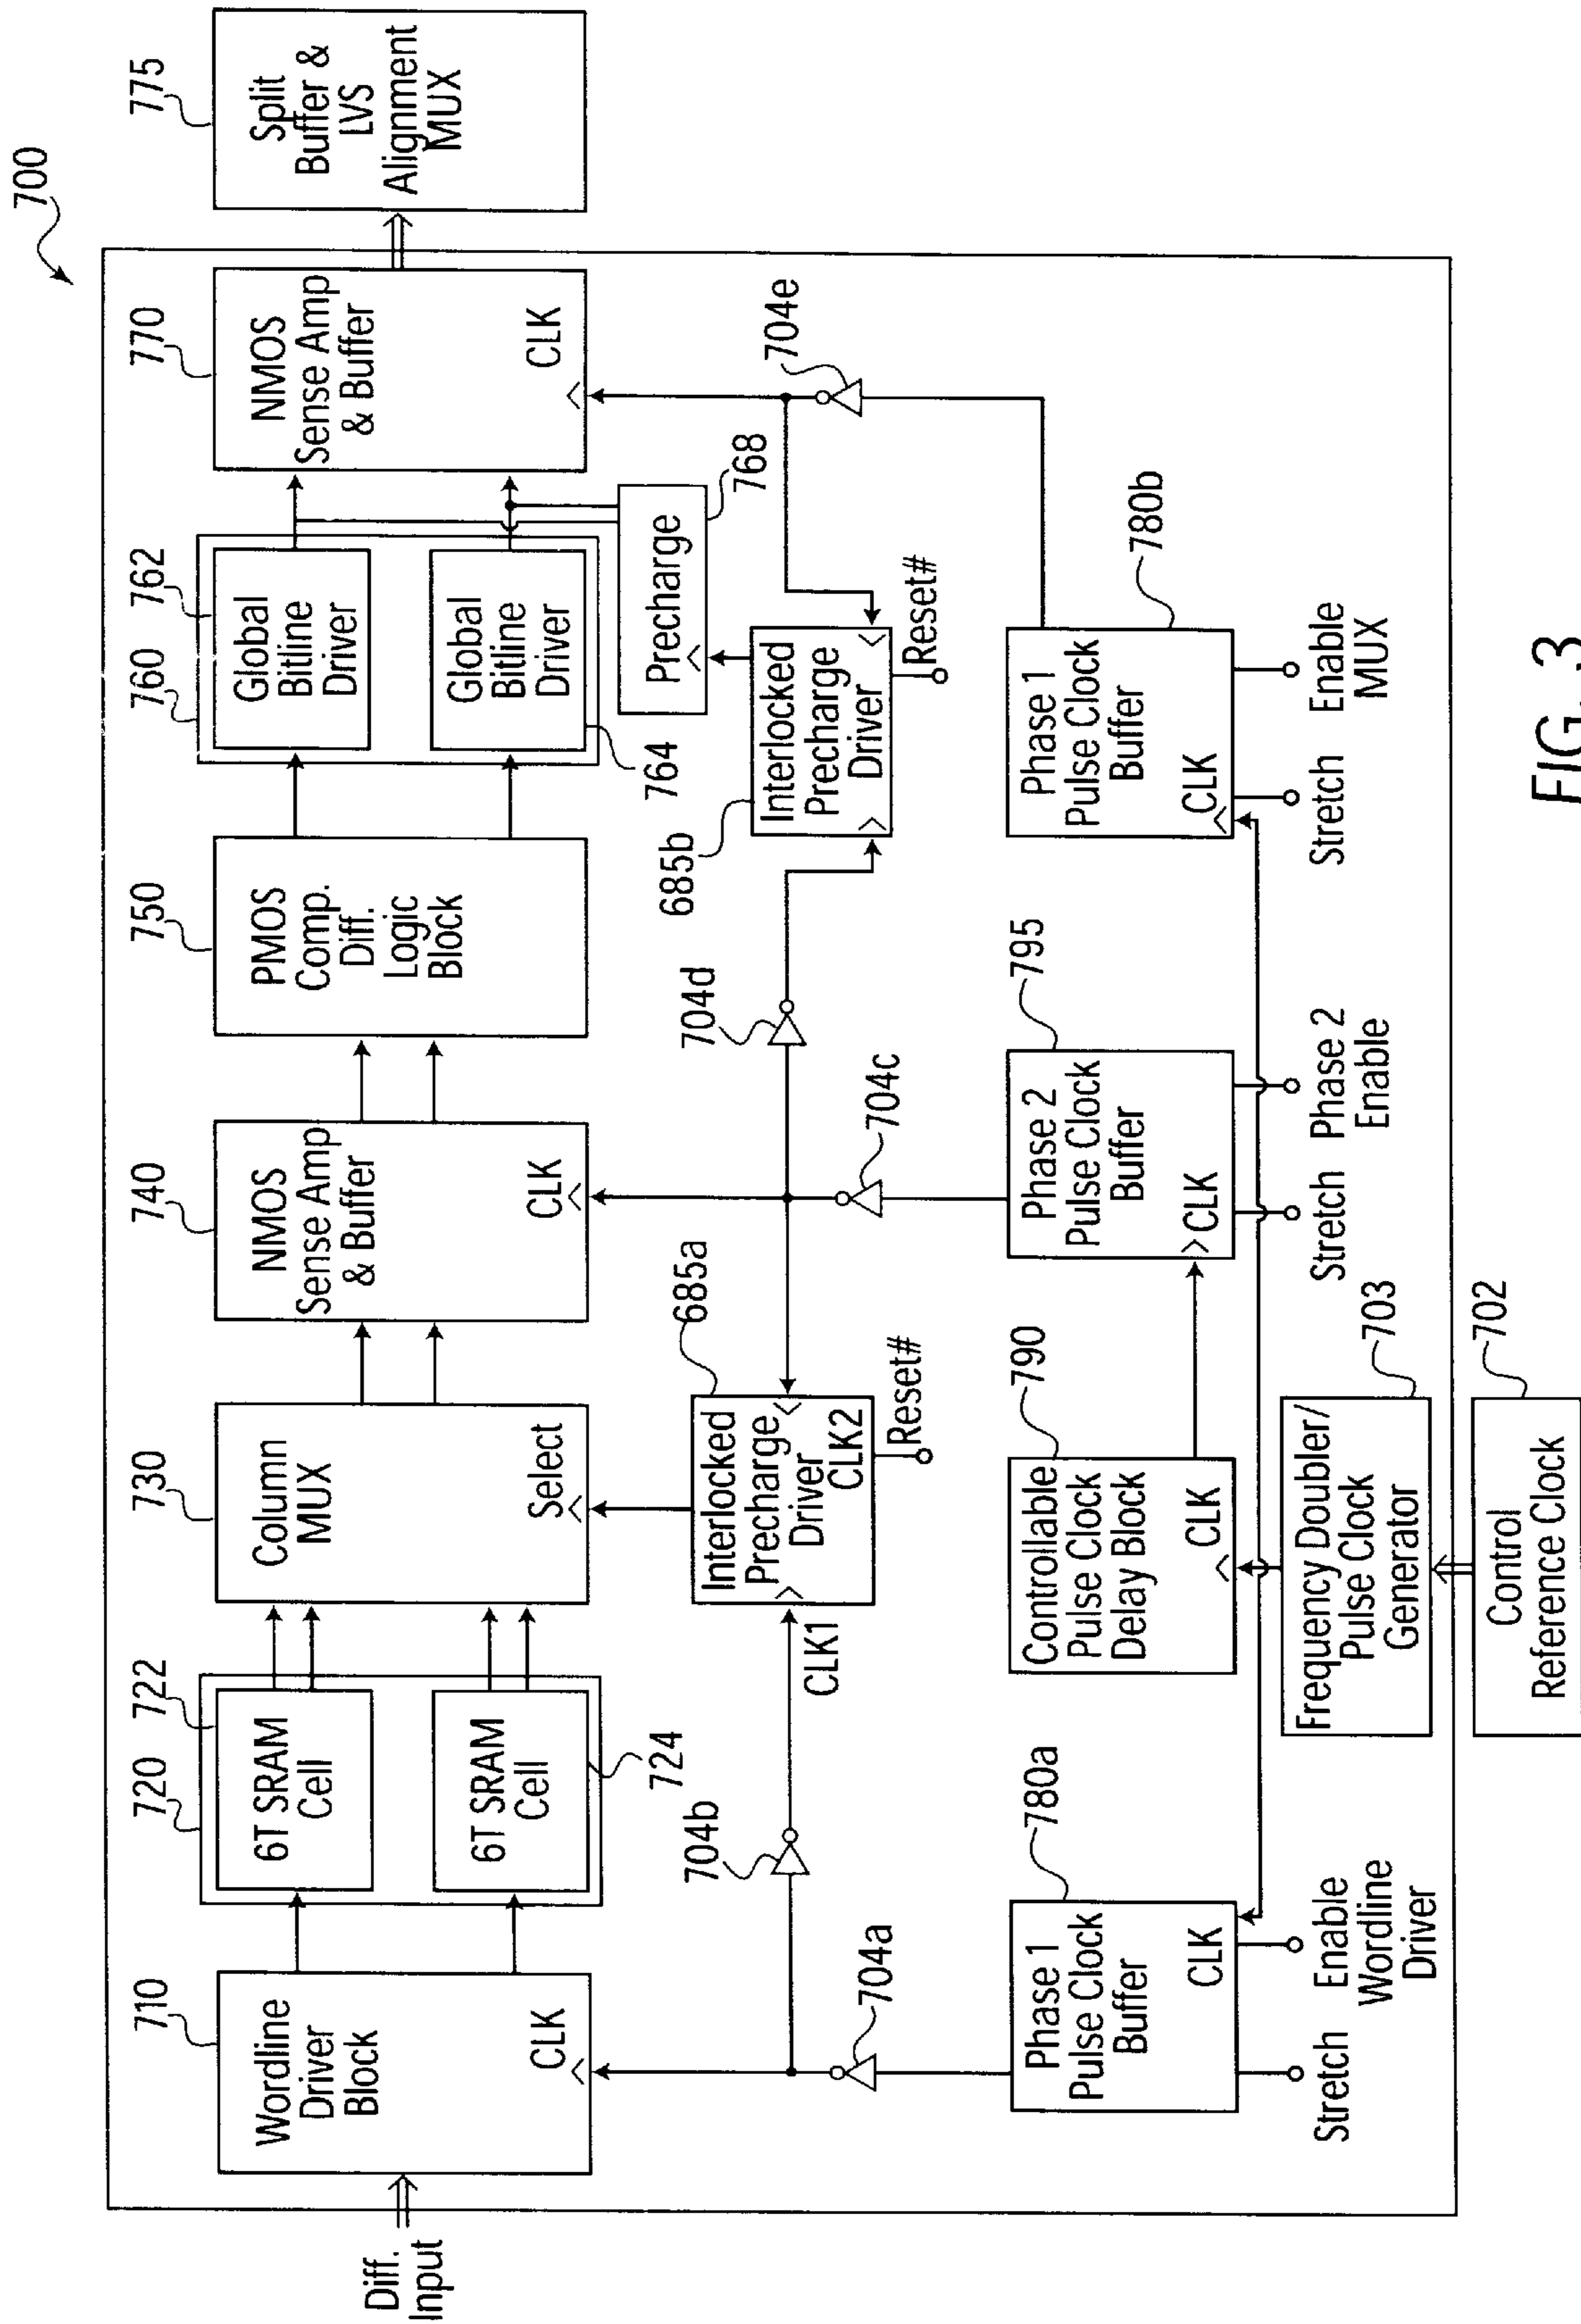 700
710
Wordline
Driver
Block
CLK
Diff.
Input
720
722
6T SRAM
Cell
6T SRAM
Cell
724
730
Column
MUX
Select
740
NMOS
Sense Amp
& Buffer
CLK
750
PMOS
Comp.
Diff.
Logic
Block
760
762
Global
Bitline
Driver
Global
Bitline
Driver
764
770
NMOS
Sense Amp
& Buffer
CLK
775
Split
Buffer &
LVS
Alignment
MUX
Precharge
768
704b
CLK1
685a
Interlocked
Precharge
Driver
CLK2
Reset#
704d
685b
Interlocked
Precharge
Driver
Reset#
704a
704c
704e
780a
Phase 1
Pulse Clock
Buffer
CLK
Stretch
Enable
Wordline
Driver
790
Controllable
Pulse Clock
Delay Block
CLK
795
Phase 2
Pulse Clock
Buffer
CLK
Stretch
Phase 2
Enable
780b
Phase 1
Pulse Clock
Buffer
CLK
Stretch
Enable
MUX
703
Frequency Doubler/
Pulse Clock
Generator
702
Control
Reference Clock
FIG. 3